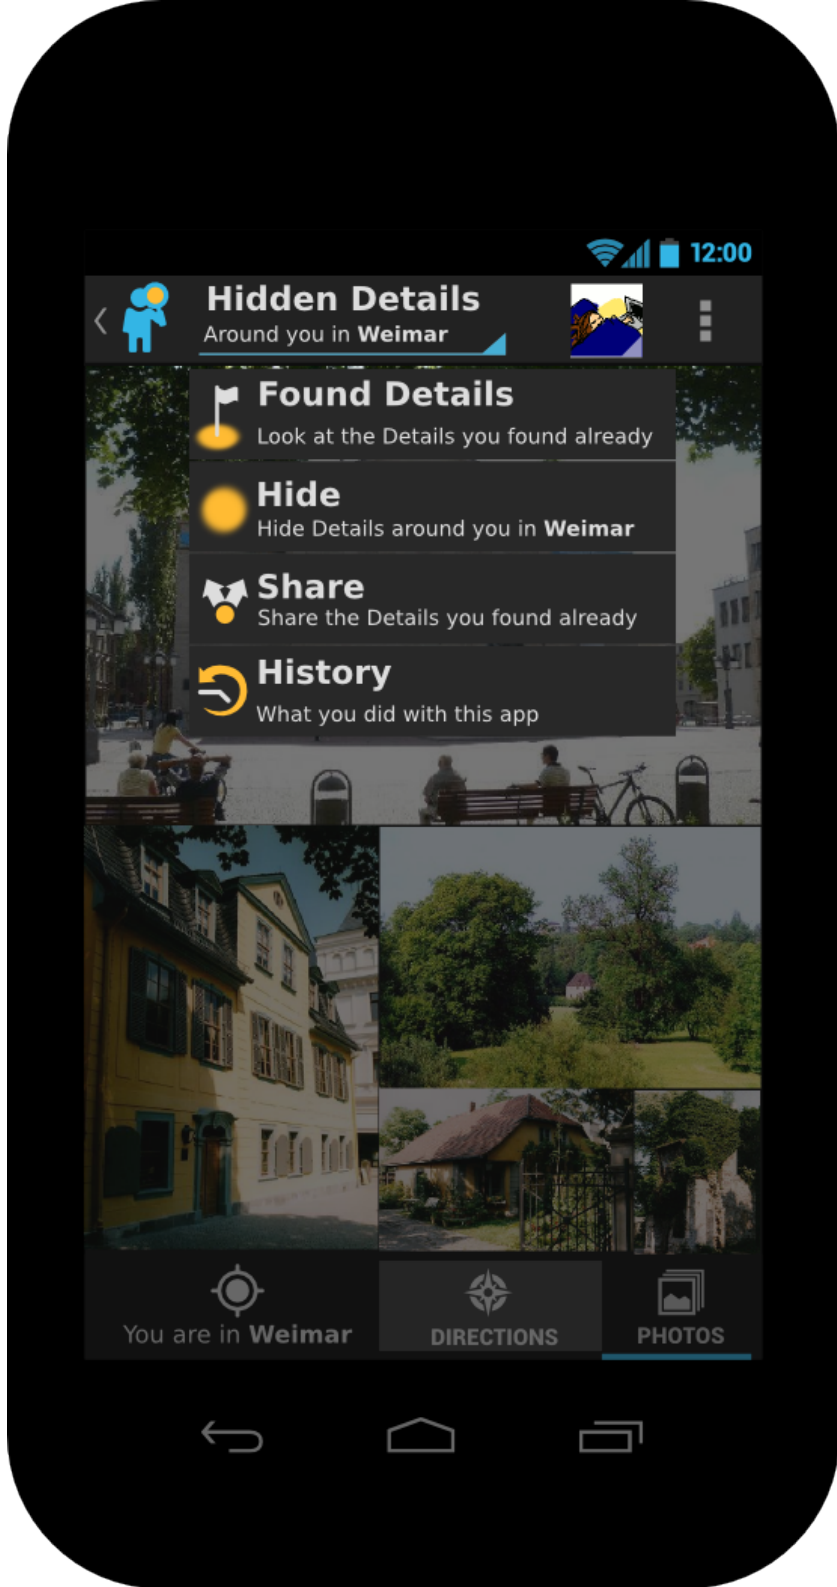 12:00
Hidden Details
Around you in Weimar
Found Details
Look at the Details you found already
Hide
Hide Details around you in Weimar
Share
Share the Details you found already
History
What you did with this app
You are in Weimar
DIRECTIONS
PHOTOS